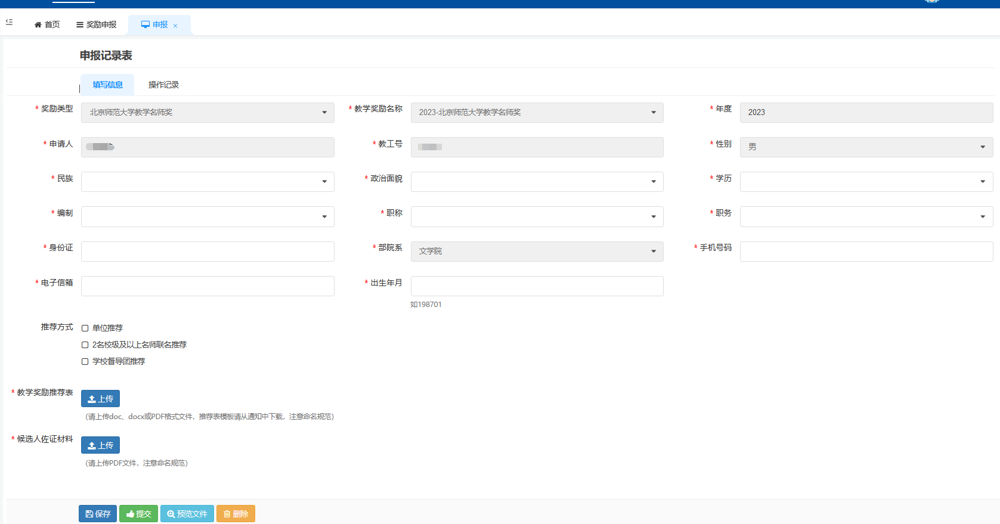 首页 奖励申报 申报 ×
申报记录表
填写信息 操作记录
* 奖励类型 北京师范大学教学名师奖 * 教学奖励名称 2023-北京师范大学教学名师奖 * 年度 2023
* 申请人 * 教工号 * 性别 男
* 民族 * 政治面貌 * 学历
* 编制 * 职称 * 职务
* 身份证 * 部院系 文学院 * 手机号码
* 电子信箱 * 出生年月
如198701
推荐方式 单位推荐
2名校级及以上名师联名推荐
学校督导团推荐
* 教学奖励推荐表 上传
(请上传doc、docx或PDF格式文件，推荐表模板请从通知中下载，注意命名规范)
* 候选人佐证材料 上传
(请上传PDF文件，注意命名规范)
保存 提交 预览文件 删除